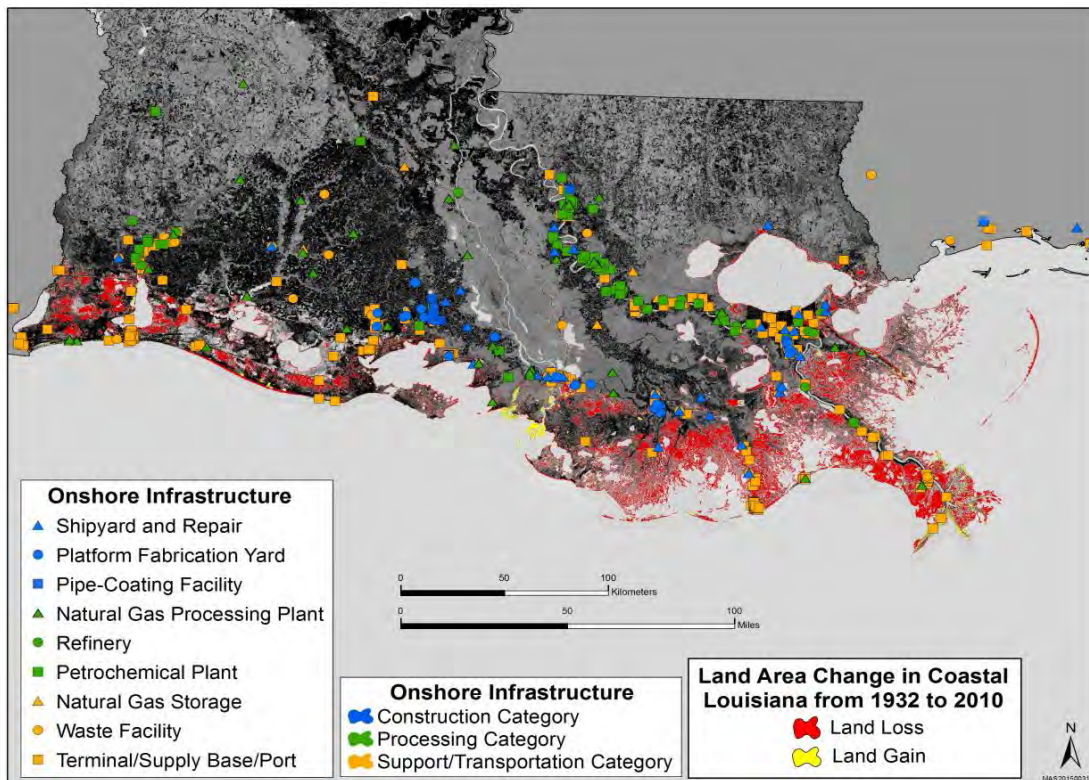 Onshore Infrastructure
Shipyard and Repair
Platform Fabrication Yard
Pipe-Coating Facility
Natural Gas Processing Plant
Refinery
Petrochemical Plant
Natural Gas Storage
Waste Facility
Terminal/Supply Base/Port
0 50 100
Kilometers
0 50 100
Miles
Onshore Infrastructure
Construction Category
Processing Category
Support/Transportation Category
Land Area Change in Coastal
Louisiana from 1932 to 2010
Land Loss
Land Gain
N